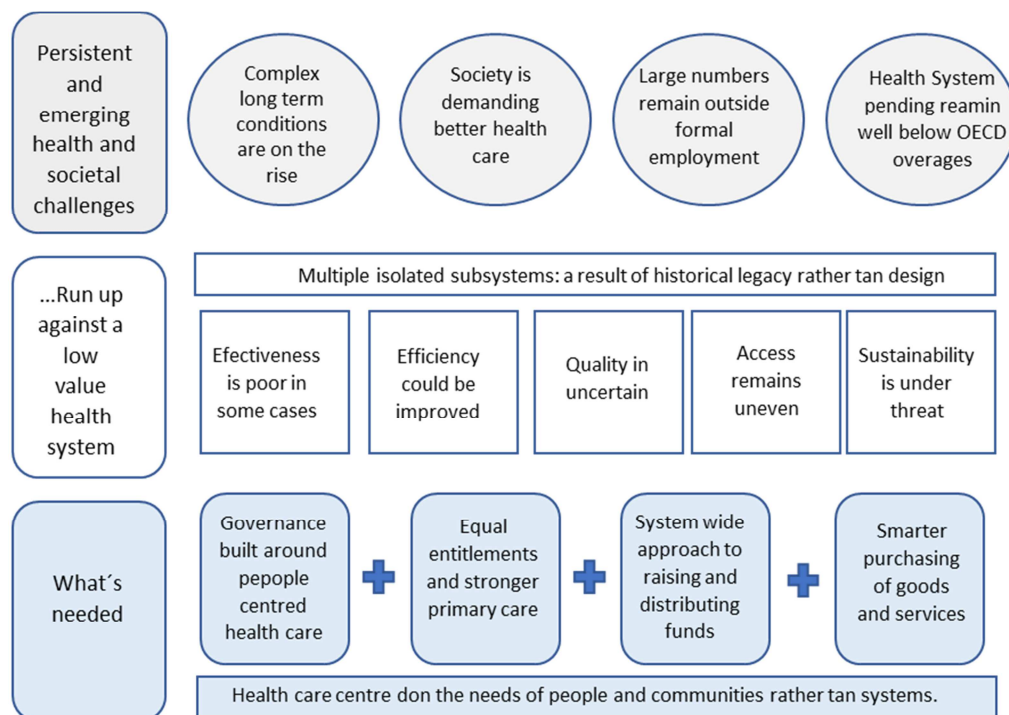 Persistent
and
emerging
health and
societal
challenges
Complex
long term
conditions
are on the
rise
Society is
demanding
better health
care
Large numbers
remain outside
formal
employment
Health System
pending reamin
well below OECD
overages
...Run up
against a
low
value
health
system
Multiple isolated subsystems: a result of historical legacy rather tan design
Efectiveness
is poor in
some cases
Efficiency
could be
improved
Quality in
uncertain
Access
remains
uneven
Sustainability
is under
threat
What´s
needed
Governance
built around
pepople
centred
health care
Equal
entitlements
and stronger
primary care
System wide
approach to
raising and
distributing
funds
Smarter
purchasing
of goods
and services
Health care centre don the needs of people and communities rather tan systems.